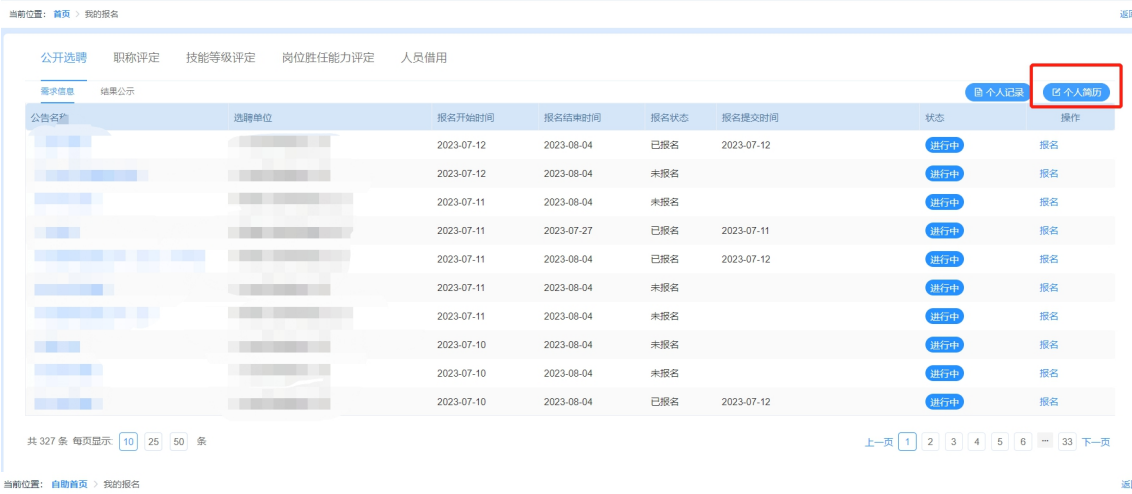 当前位置： 首页 > 我的报名 返回
公开选聘 职称评定 技能等级评定 岗位胜任能力评定 人员借用
需求信息 结果公示 个人记录 个人简历
公告名称 选聘单位 报名开始时间 报名结束时间 报名状态 报名提交时间 状态 操作
2023-07-12 2023-08-04 已报名 2023-07-12 进行中 报名
2023-07-12 2023-08-04 未报名 进行中 报名
2023-07-11 2023-08-04 未报名 进行中 报名
2023-07-11 2023-07-27 已报名 2023-07-11 进行中 报名
2023-07-11 2023-08-04 已报名 2023-07-12 进行中 报名
2023-07-11 2023-08-04 未报名 进行中 报名
2023-07-11 2023-08-04 未报名 进行中 报名
2023-07-10 2023-08-04 未报名 进行中 报名
2023-07-10 2023-08-04 未报名 进行中 报名
2023-07-10 2023-08-04 已报名 2023-07-12 进行中 报名
共 327 条 每页显示: 10 25 50 条 上一页 1 2 3 4 5 6 ··· 33 下一页
当前位置： 自助首页 > 我的报名 返回